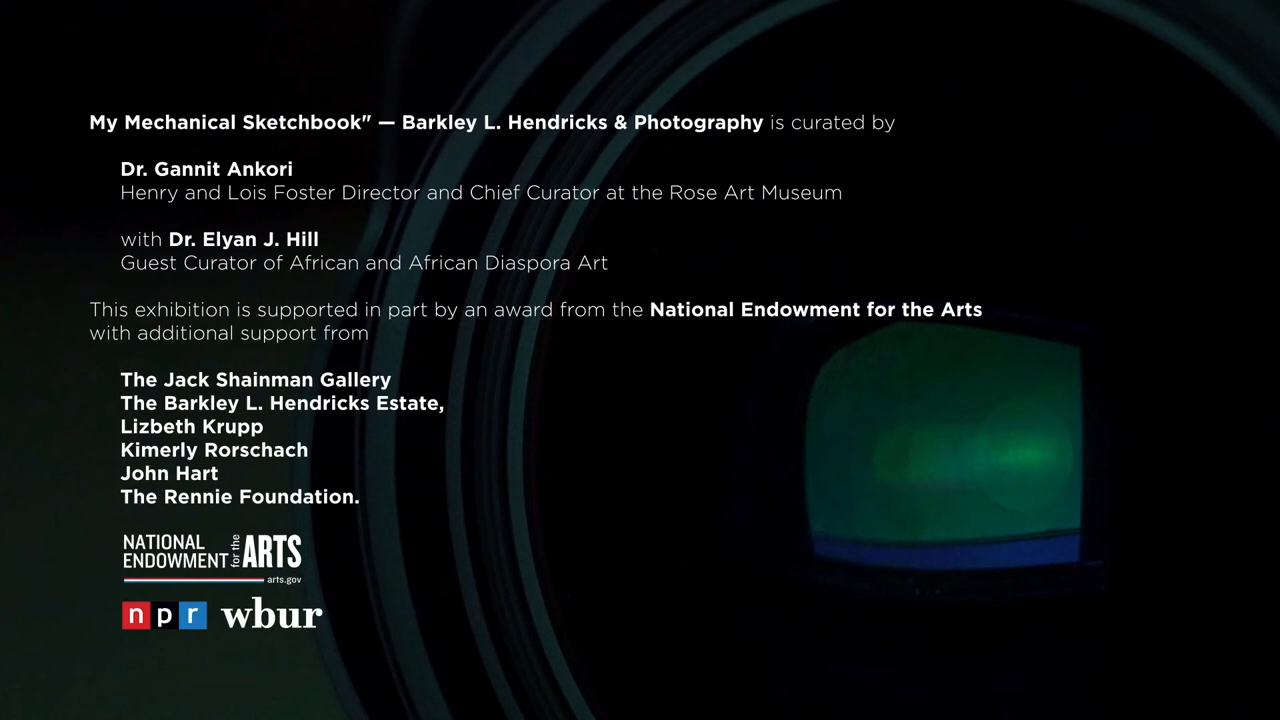 My Mechanical Sketchbook" — Barkley L. Hendricks & Photography is curated by
Dr. Gannit Ankori
Henry and Lois Foster Director and Chief Curator at the Rose Art Museum
with Dr. Elyan J. Hill
Guest Curator of African and African Diaspora Art
This exhibition is supported in part by an award from the National Endowment for the Arts
with additional support from
The Jack Shainman Gallery
The Barkley L. Hendricks Estate,
Lizbeth Krupp
Kimerly Rorschach
John Hart
The Rennie Foundation.
NATIONAL ENDOWMENT for the ARTS
arts.gov
npr wbur